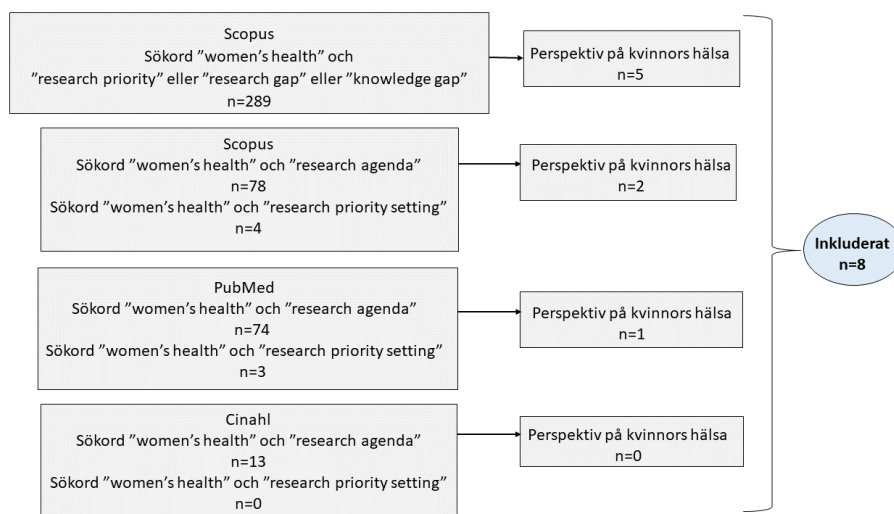 Scopus
Sökord ”women’s health” och
”research priority” eller ”research gap” eller ”knowledge gap”
n=289
Perspektiv på kvinnors hälsa
n=5
Scopus
Sökord ”women’s health” och ”research agenda”
n=78
Sökord ”women’s health” och ”research priority setting”
n=4
Perspektiv på kvinnors hälsa
n=2
PubMed
Sökord ”women’s health” och ”research agenda”
n=74
Sökord ”women’s health” och ”research priority setting”
n=3
Perspektiv på kvinnors hälsa
n=1
Cinahl
Sökord ”women’s health” och ”research agenda”
n=13
Sökord ”women’s health” och ”research priority setting”
n=0
Perspektiv på kvinnors hälsa
n=0
Inkluderat
n=8